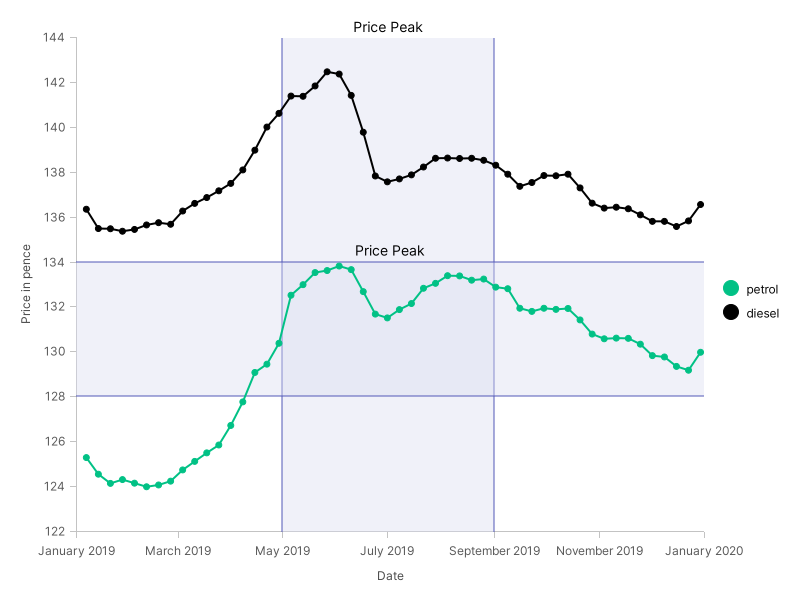 Price Peak
144
142
140
138
136
134
132
130
128
126
124
122
Price in pence
Price Peak
January 2019 March 2019 May 2019 July 2019 September 2019 November 2019 January 2020
Date
petrol
diesel